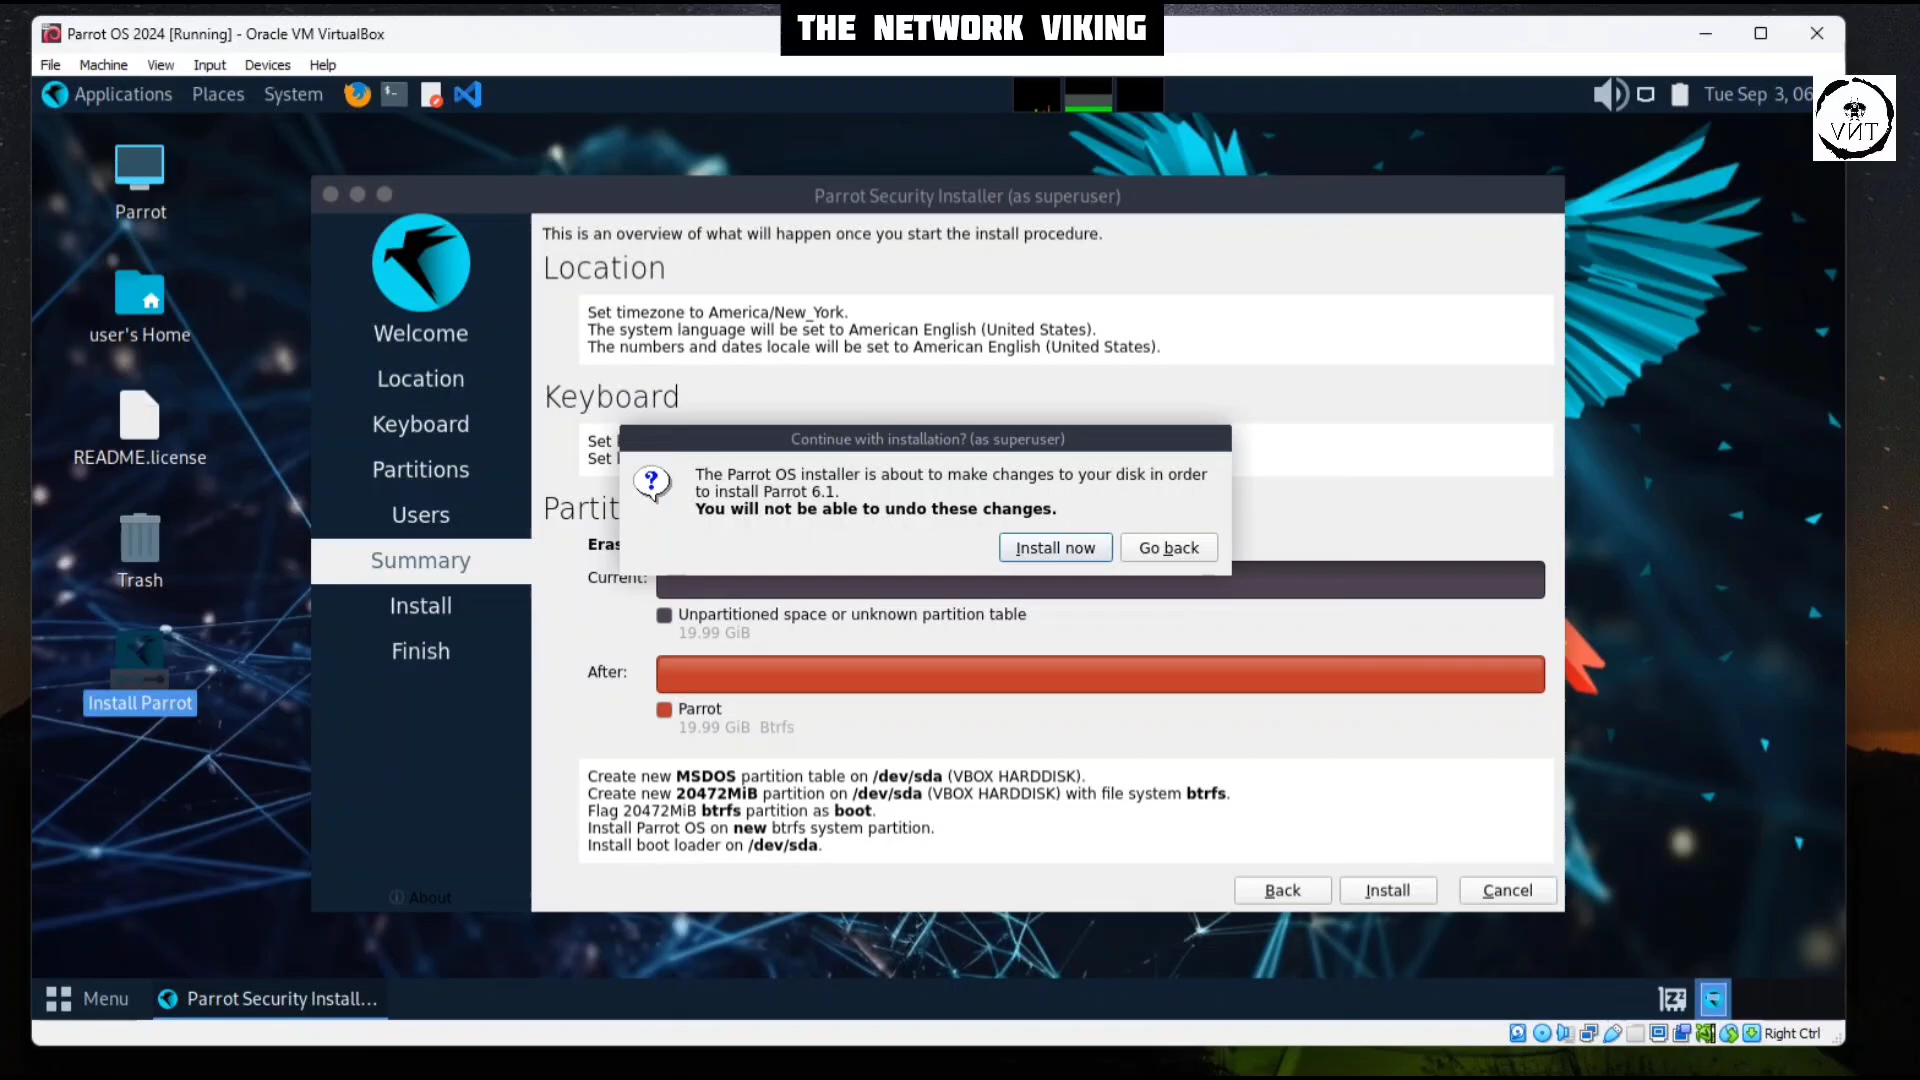 THE NETWORK VIKING
Parrot OS 2024 [Running] - Oracle VM VirtualBox
File Machine View Input Devices Help
Applications Places System
Tue Sep 3, 06
VNT
Parrot
user's Home
README.license
Trash
Install Parrot
Parrot Security Installer (as superuser)
Welcome
Location
Keyboard
Partitions
Users
Summary
Install
Finish
About
This is an overview of what will happen once you start the install procedure.
Location
Set timezone to America/New_York.
The system language will be set to American English (United States).
The numbers and dates locale will be set to American English (United States).
Keyboard
Set
Set
Continue with installation? (as superuser)
The Parrot OS installer is about to make changes to your disk in order
to install Parrot 6.1.
You will not be able to undo these changes.
Install now Go back
Partit
Eras
Current:
Unpartitioned space or unknown partition table
19.99 GiB
After:
Parrot
19.99 GiB Btrfs
Create new MSDOS partition table on /dev/sda (VBOX HARDDISK).
Create new 20472MiB partition on /dev/sda (VBOX HARDDISK) with file system btrfs.
Flag 20472MiB btrfs partition as boot.
Install Parrot OS on new btrfs system partition.
Install boot loader on /dev/sda.
Back Install Cancel
Menu Parrot Security Install...
Right Ctrl